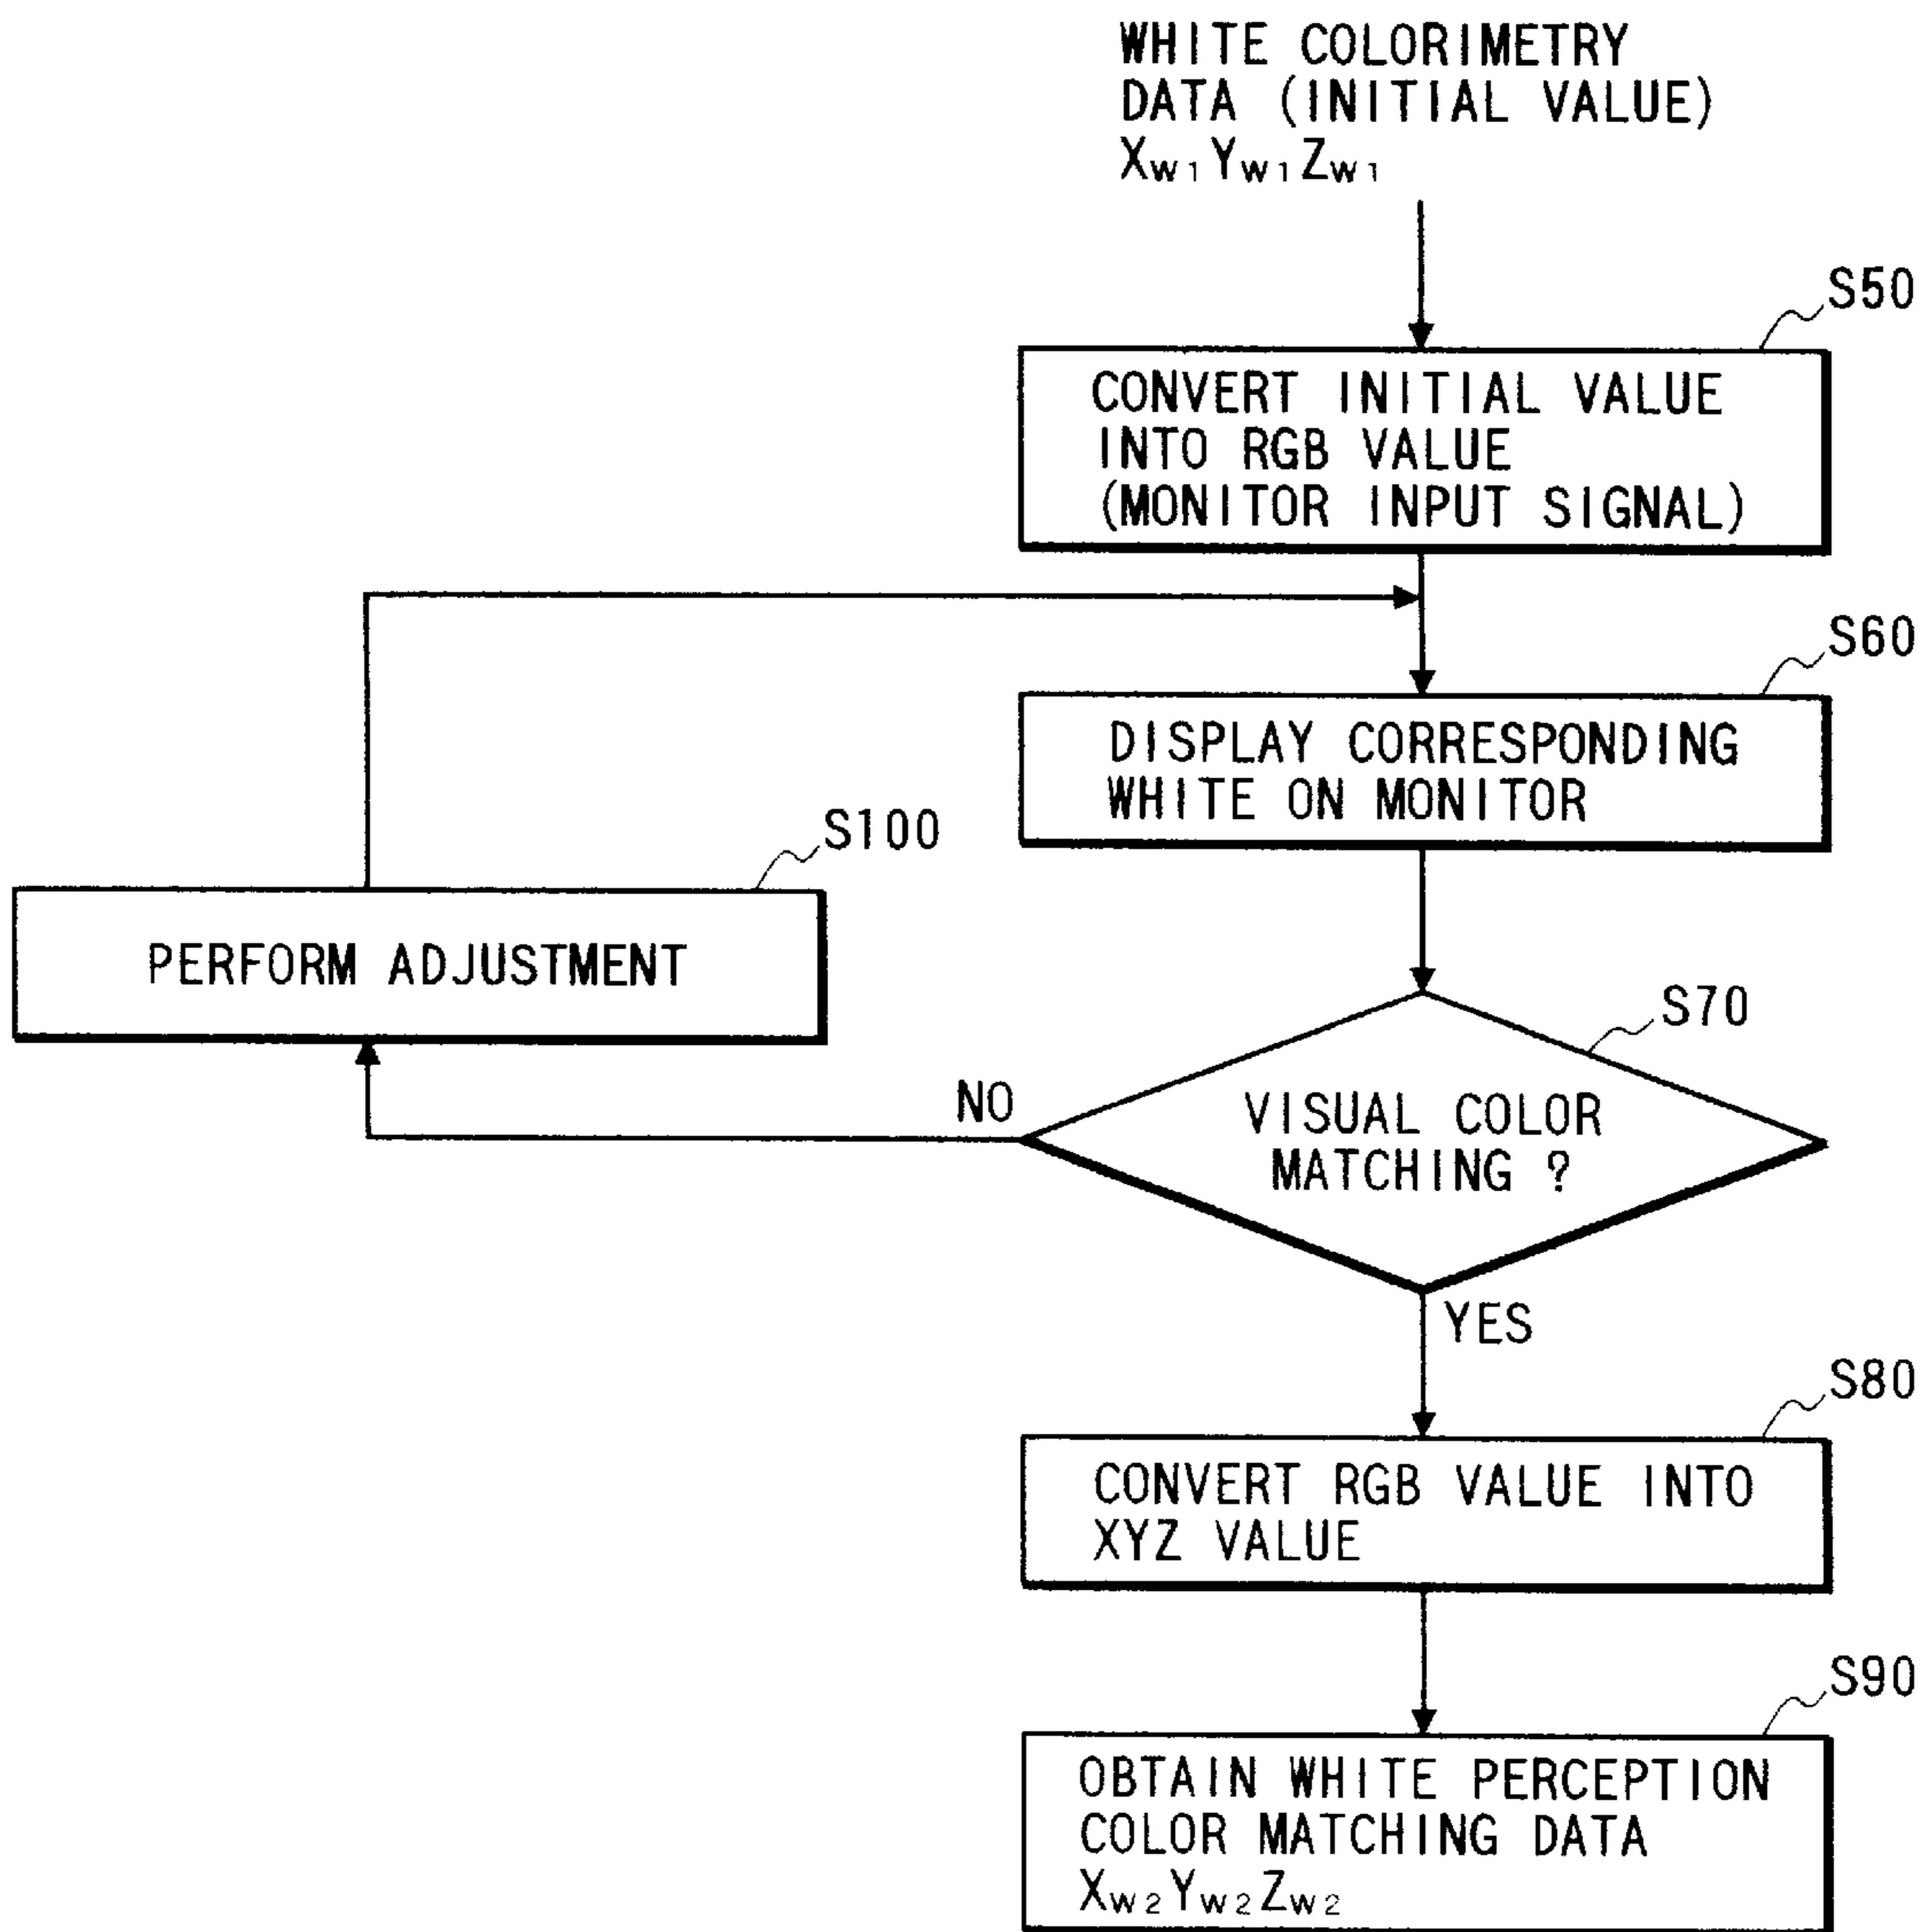 WHITE COLORIMETRY
DATA (INITIAL VALUE)
Xw1Yw1Zw1
S50
CONVERT INITIAL VALUE
INTO RGB VALUE
(MONITOR INPUT SIGNAL)
S60
DISPLAY CORRESPONDING
WHITE ON MONITOR
S100
PERFORM ADJUSTMENT
S70
NO
VISUAL COLOR
MATCHING ?
YES
S80
CONVERT RGB VALUE INTO
XYZ VALUE
S90
OBTAIN WHITE PERCEPTION
COLOR MATCHING DATA
Xw2Yw2Zw2